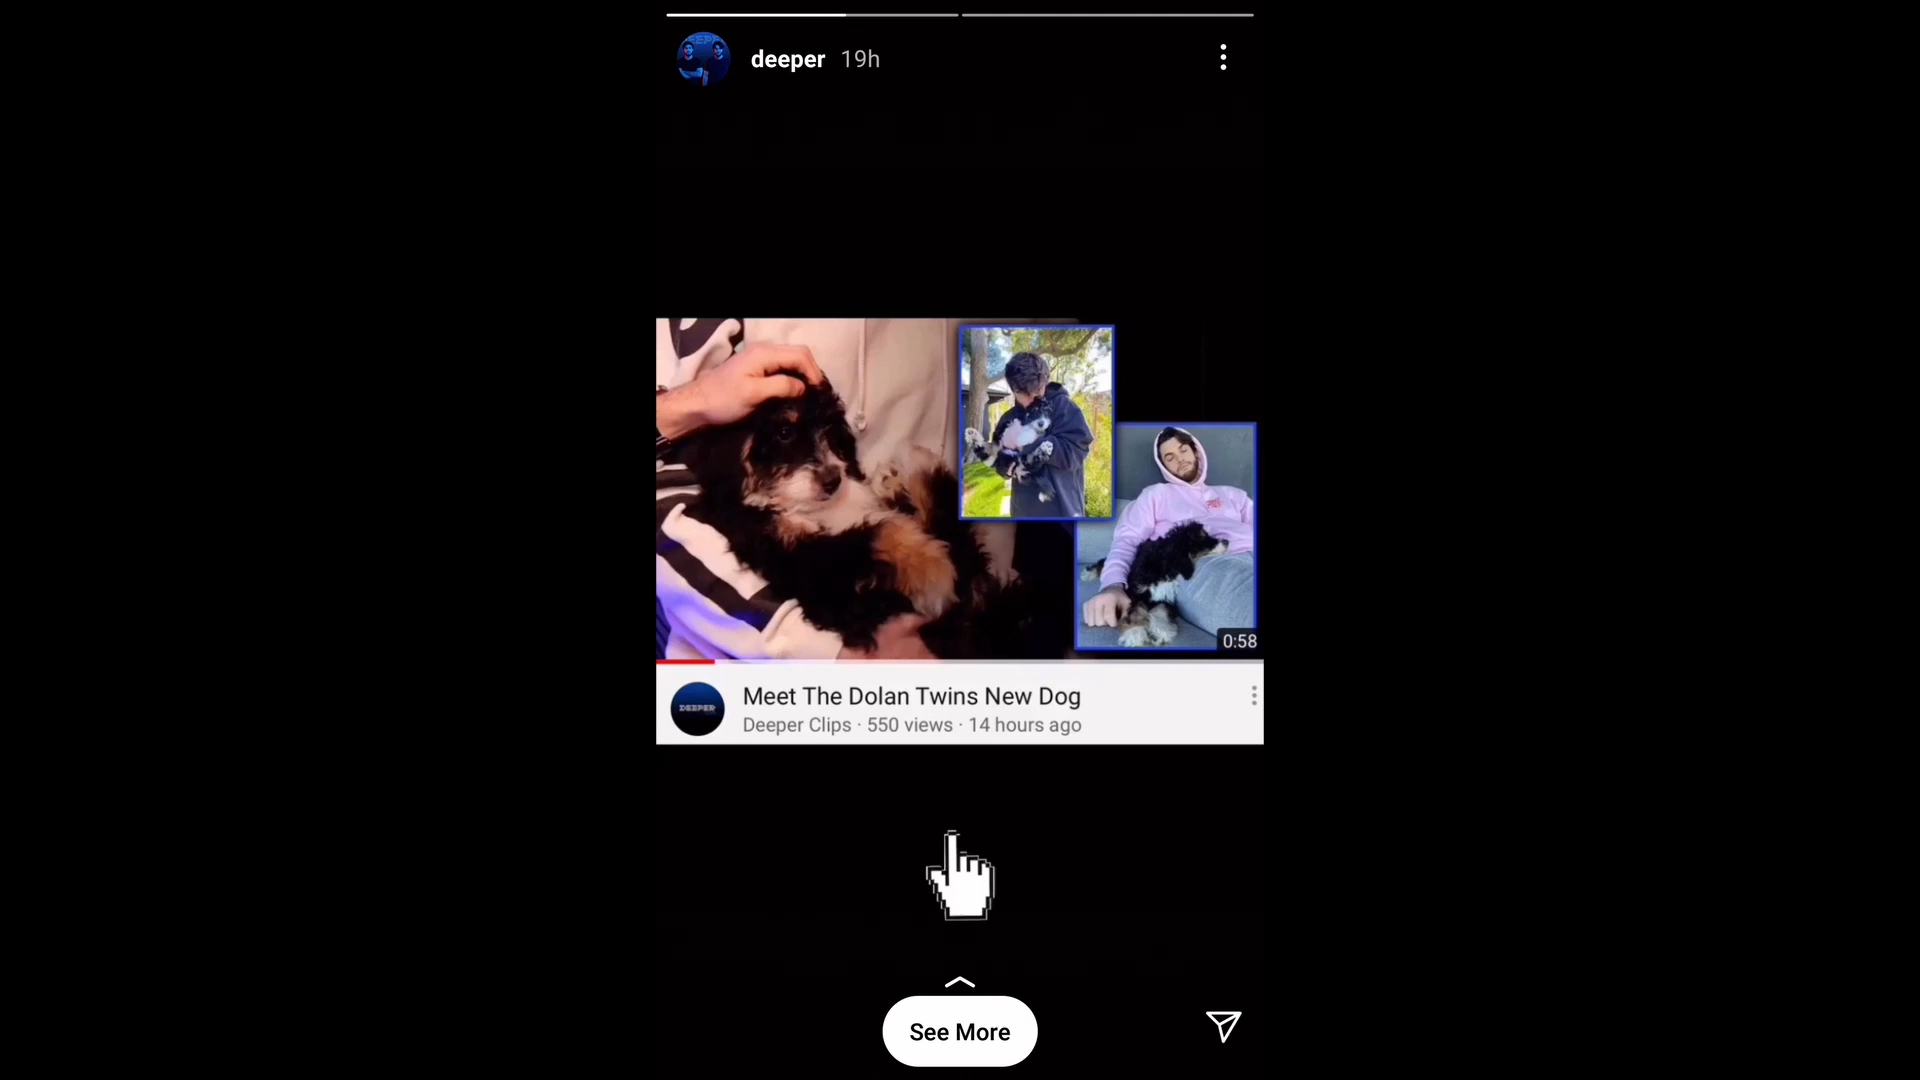 deeper 19h
0:58
DEEPER
Meet The Dolan Twins New Dog
Deeper Clips · 550 views · 14 hours ago
See More